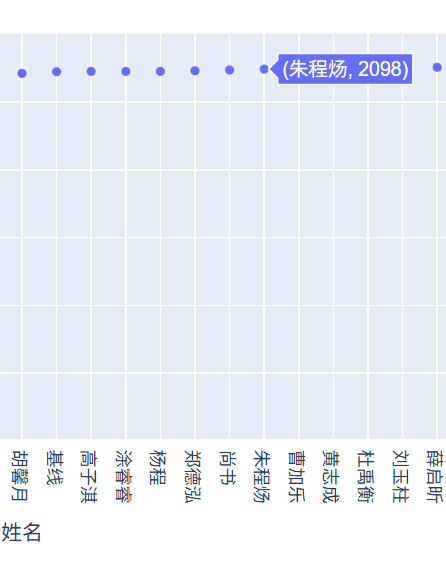 (朱程炀, 2098)
胡馨月
基线
高子淇
涂睿睿
杨程
郑德泓
尚书
朱程炀
曹加乐
黄志成
杜禹衡
刘玉柱
薛启昕
姓名